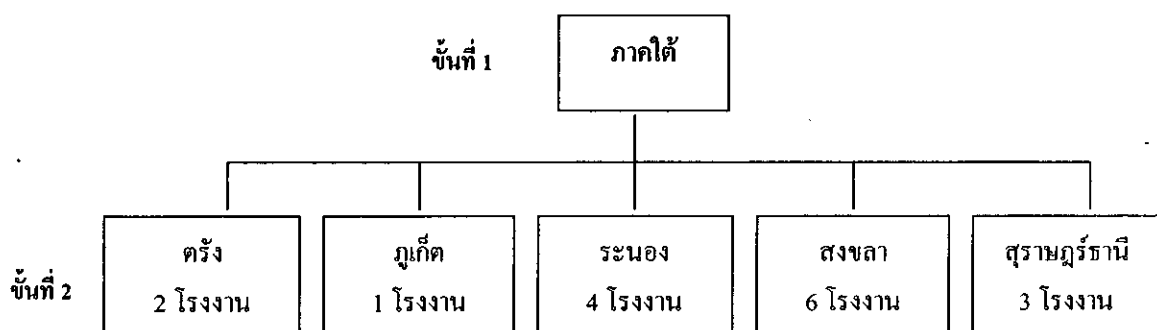 ขั้นที่ 1
ภาคใต้
ตรัง
2 โรงงาน
ภูเก็ต
1 โรงงาน
ระนอง
4 โรงงาน
สงขลา
6 โรงงาน
สุราษฎร์ธานี
3 โรงงาน
ขั้นที่ 2